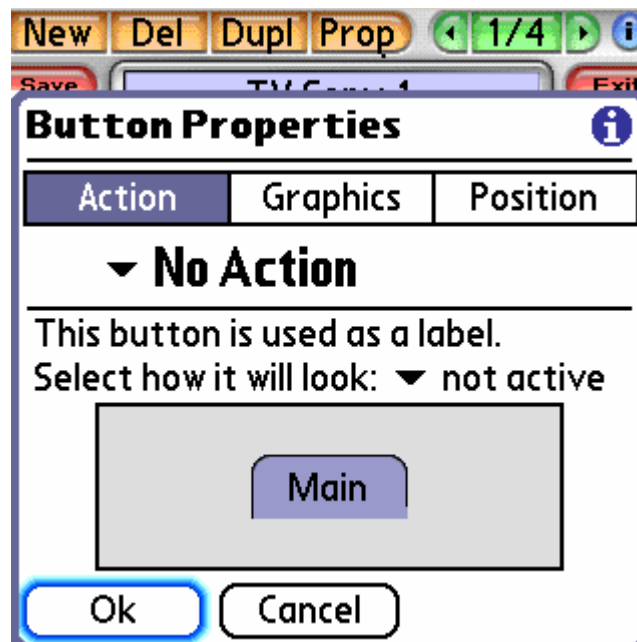 New Del Dupl Prop 1/4 i
Save TV Exit
Button Properties i
Action Graphics Position
No Action
This button is used as a label.
Select how it will look: not active
Main
Ok Cancel